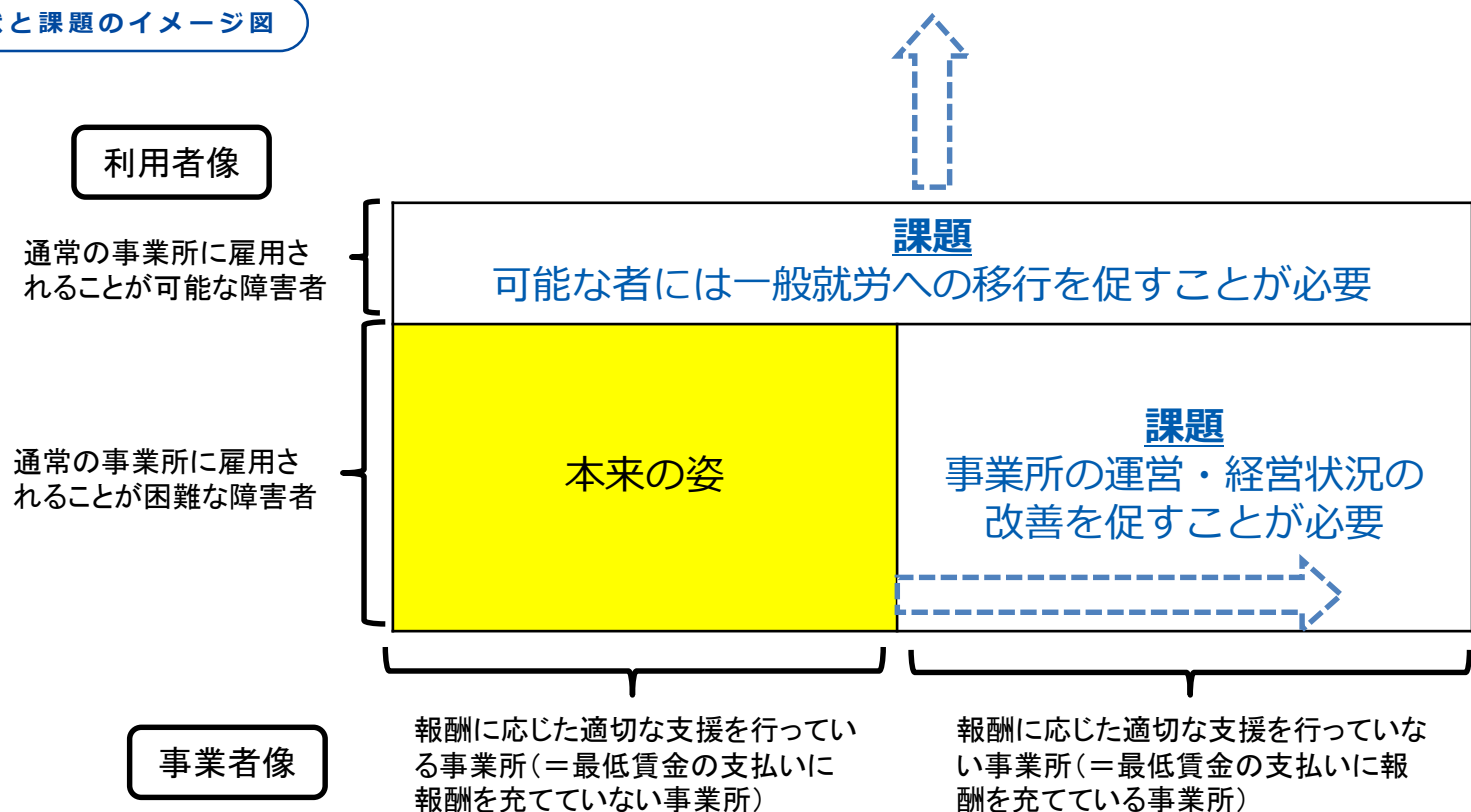 と課題のイメージ図
利用者像
通常の事業所に雇用さ
れることが可能な障害者
課題
可能な者には一般就労への移行を促すことが必要
通常の事業所に雇用さ
れることが困難な障害者
本来の姿
課題
事業所の運営・経営状況の
改善を促すことが必要
事業者像
報酬に応じた適切な支援を行ってい
る事業所(＝最低賃金の支払いに
報酬を充てていない事業所)
報酬に応じた適切な支援を行っていな
い事業所(＝最低賃金の支払いに報
酬を充てている事業所)